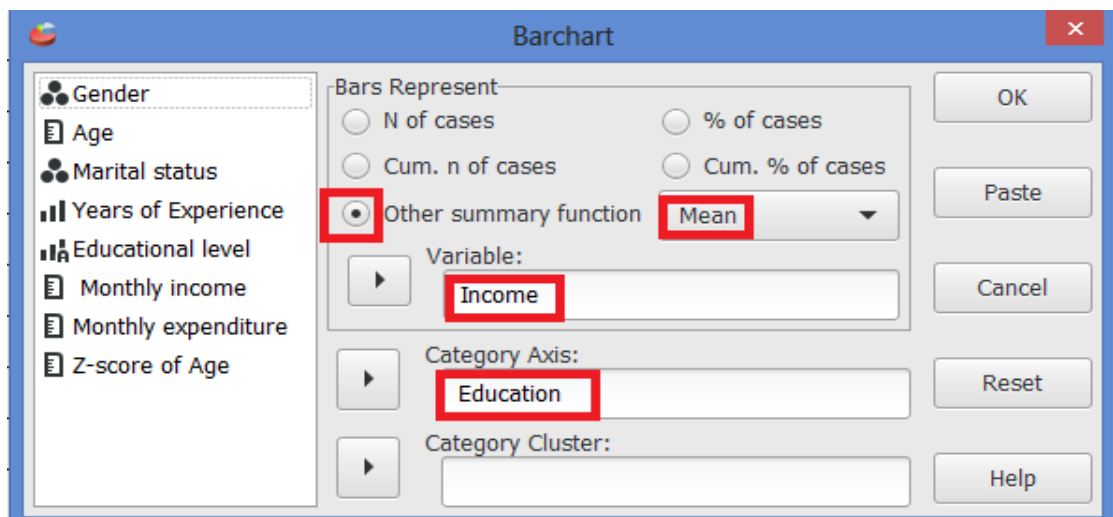 Barchart
Gender
Age
Marital status
Years of Experience
Educational level
Monthly income
Monthly expenditure
Z-score of Age
Bars Represent
N of cases
% of cases
Cum. n of cases
Cum. % of cases
Other summary function
Mean
Variable:
Income
Category Axis:
Education
Category Cluster:
OK
Paste
Cancel
Reset
Help